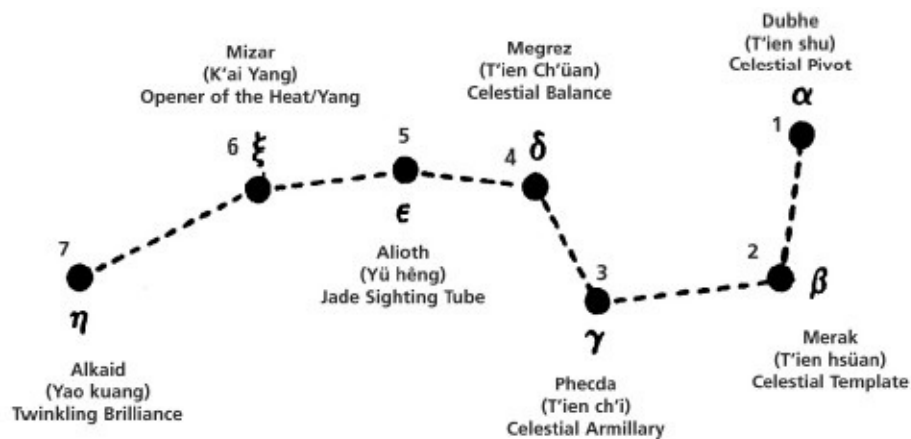 Dubhe
(T'ien shu)
Celestial Pivot
α
1
Mizar
(K'ai Yang)
Opener of the Heat/Yang
6 ξ
Megrez
(T'ien Ch'üan)
Celestial Balance
4 δ
5
ϵ
Alioth
(Yü hêng)
Jade Sighting Tube
7
η
Alkaid
(Yao kuang)
Twinkling Brilliance
3
γ
Phecda
(T'ien ch'i)
Celestial Armillary
2
β
Merak
(T'ien hsüan)
Celestial Template